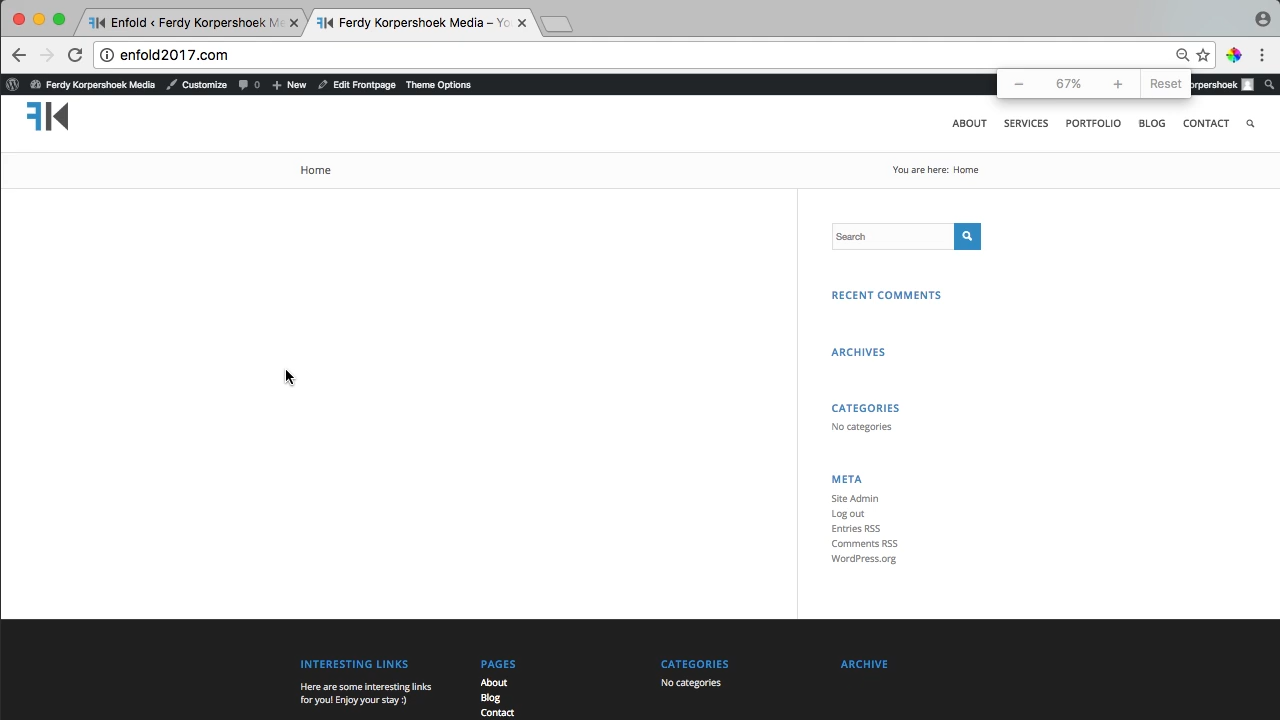 Enfold ‹ Ferdy Korpershoek Me
Ferdy Korpershoek Media – Yo
enfold2017.com
Ferdy Korpershoek Media
Customize
0
New
Edit Frontpage
Theme Options
67%
Reset
orpershoek
FK
ABOUT
SERVICES
PORTFOLIO
BLOG
CONTACT
Home
You are here: Home
Search
RECENT COMMENTS
ARCHIVES
CATEGORIES
No categories
META
Site Admin
Log out
Entries RSS
Comments RSS
WordPress.org
INTERESTING LINKS
Here are some interesting links
for you! Enjoy your stay :)
PAGES
About
Blog
Contact
CATEGORIES
No categories
ARCHIVE